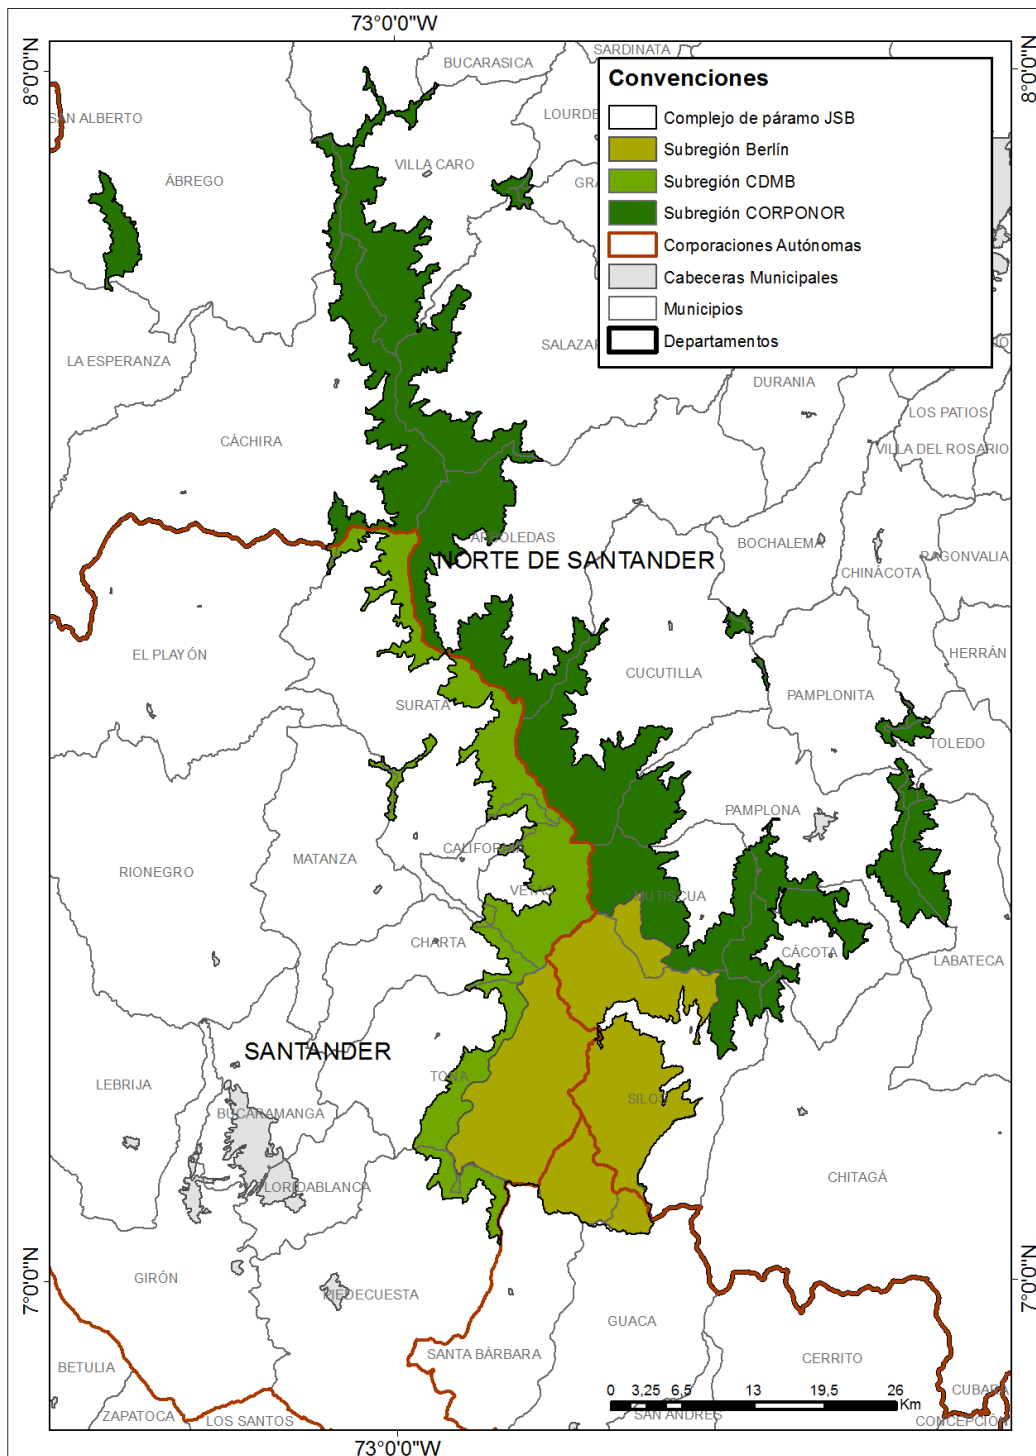 73°0'0"W
8°0'0"N
8°0'0"N
SARDINATA
BUCARASICA
Convenciones
Complejo de páramo JSB
Subregión Berlín
Subregión CDMB
Subregión CORPONOR
Corporaciones Autónomas
Cabeceras Municipales
Municipios
Departamentos
SAN ALBERTO
LOURDE
VILLA CARO
ÁBREGO
GRA
SALAZAR
LA ESPERANZA
DURANIA
LOS PATIOS
CÁCHIRA
VILLA DEL ROSARIO
ARBOLEDAS
BOCHALEMA
NORTE DE SANTANDER
RAGONVALIA
CHINÁCOTA
EL PLAYÓN
HERRÁN
CUCUTILLA
PAMPLONITA
SURATA
TOLEDO
PAMPLONA
CALIFORNIA
MATANZA
RIONEGRO
VETAS
MUTISCUA
CHARTA
CÁCOTA
LABATECA
SANTANDER
TONA
LEBRIJA
SILOS
BUCARAMANGA
CHITAGÁ
FLORIDABLANCA
7°0'0"N
7°0'0"N
GIRÓN
PIEDECUESTA
GUACA
SANTA BÁRBARA
CERRITO
BETULIA
CUBARÁ
0 3,25 6,5 13 19,5 26
Km
ZAPATOCA
LOS SANTOS
SAN ANDRÉS
CONCEPCIÓN
73°0'0"W